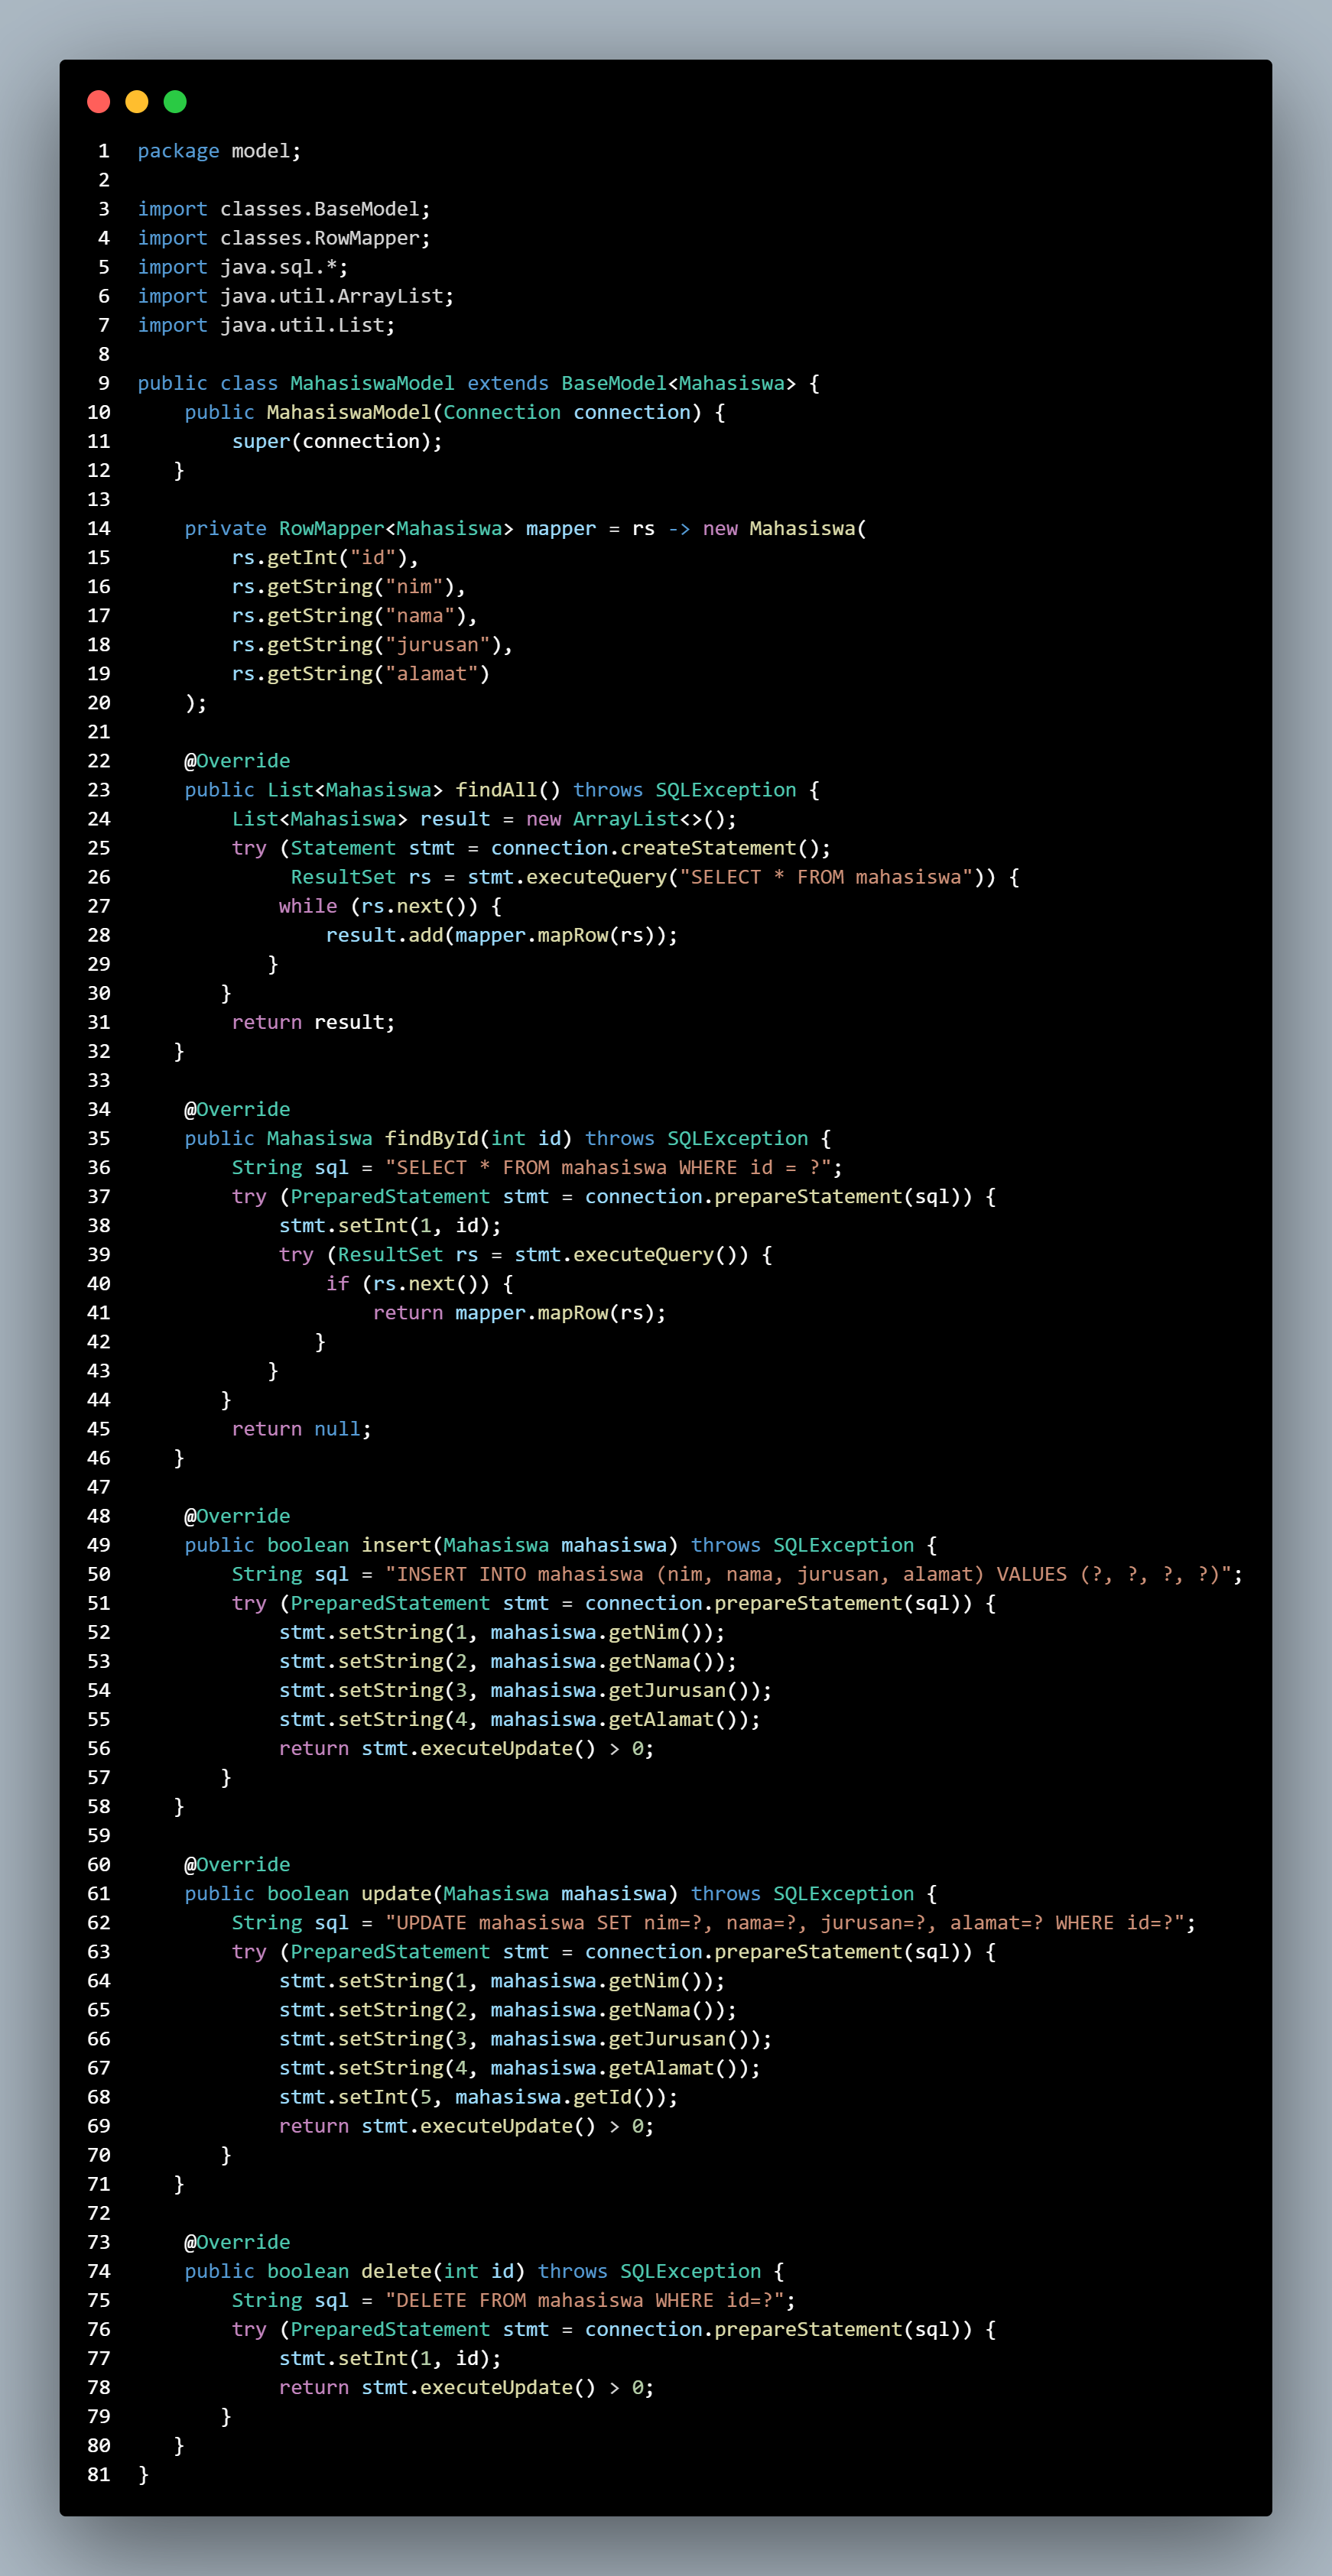 1 package model;
2
3 import classes.BaseModel;
4 import classes.RowMapper;
5 import java.sql.*;
6 import java.util.ArrayList;
7 import java.util.List;
8
9 public class MahasiswaModel extends BaseModel<Mahasiswa> {
10     public MahasiswaModel(Connection connection) {
11         super(connection);
12    }
13
14     private RowMapper<Mahasiswa> mapper = rs -> new Mahasiswa(
15         rs.getInt("id"),
16         rs.getString("nim"),
17         rs.getString("nama"),
18         rs.getString("jurusan"),
19         rs.getString("alamat")
20     );
21
22     @Override
23     public List<Mahasiswa> findAll() throws SQLException {
24         List<Mahasiswa> result = new ArrayList<>();
25         try (Statement stmt = connection.createStatement();
26              ResultSet rs = stmt.executeQuery("SELECT * FROM mahasiswa")) {
27             while (rs.next()) {
28                 result.add(mapper.mapRow(rs));
29            }
30        }
31         return result;
32    }
33
34     @Override
35     public Mahasiswa findById(int id) throws SQLException {
36         String sql = "SELECT * FROM mahasiswa WHERE id = ?";
37         try (PreparedStatement stmt = connection.prepareStatement(sql)) {
38             stmt.setInt(1, id);
39             try (ResultSet rs = stmt.executeQuery()) {
40                 if (rs.next()) {
41                     return mapper.mapRow(rs);
42                }
43            }
44        }
45         return null;
46    }
47
48     @Override
49     public boolean insert(Mahasiswa mahasiswa) throws SQLException {
50         String sql = "INSERT INTO mahasiswa (nim, nama, jurusan, alamat) VALUES (?, ?, ?, ?)";
51         try (PreparedStatement stmt = connection.prepareStatement(sql)) {
52             stmt.setString(1, mahasiswa.getNim());
53             stmt.setString(2, mahasiswa.getNama());
54             stmt.setString(3, mahasiswa.getJurusan());
55             stmt.setString(4, mahasiswa.getAlamat());
56             return stmt.executeUpdate() > 0;
57        }
58    }
59
60     @Override
61     public boolean update(Mahasiswa mahasiswa) throws SQLException {
62         String sql = "UPDATE mahasiswa SET nim=?, nama=?, jurusan=?, alamat=? WHERE id=?";
63         try (PreparedStatement stmt = connection.prepareStatement(sql)) {
64             stmt.setString(1, mahasiswa.getNim());
65             stmt.setString(2, mahasiswa.getNama());
66             stmt.setString(3, mahasiswa.getJurusan());
67             stmt.setString(4, mahasiswa.getAlamat());
68             stmt.setInt(5, mahasiswa.getId());
69             return stmt.executeUpdate() > 0;
70        }
71    }
72
73     @Override
74     public boolean delete(int id) throws SQLException {
75         String sql = "DELETE FROM mahasiswa WHERE id=?";
76         try (PreparedStatement stmt = connection.prepareStatement(sql)) {
77             stmt.setInt(1, id);
78             return stmt.executeUpdate() > 0;
79        }
80    }
81 }